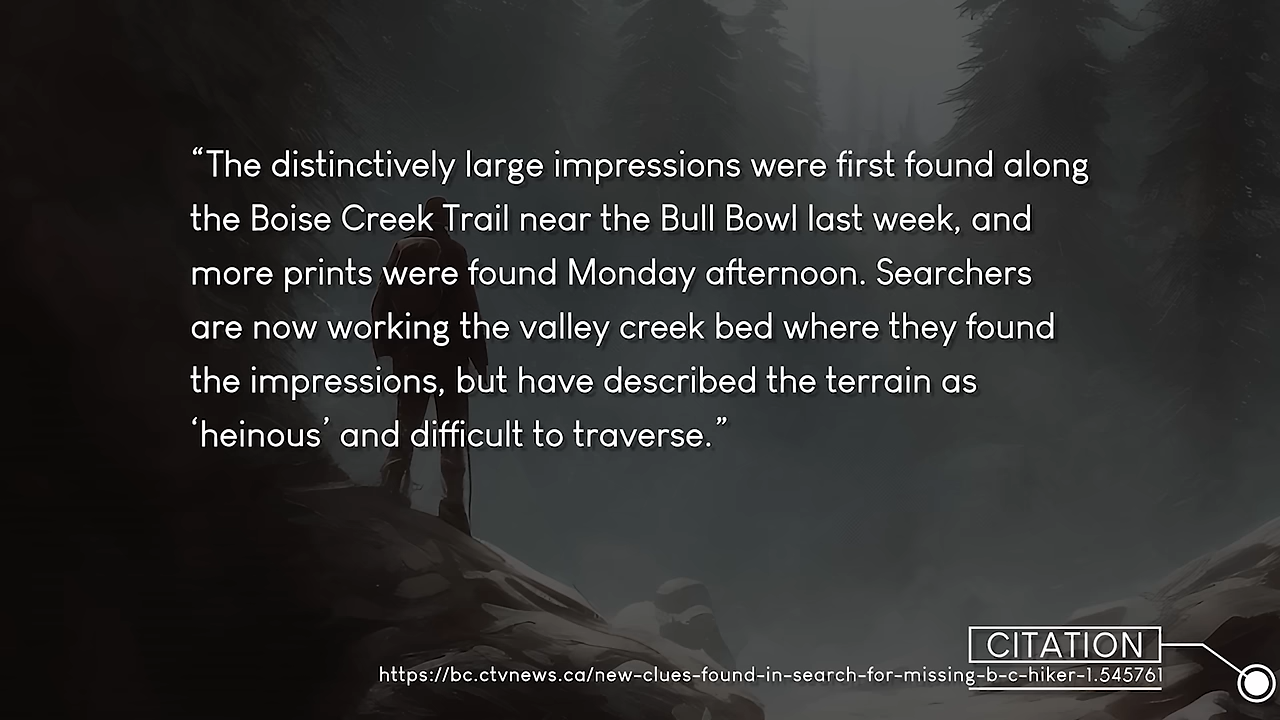 “The distinctively large impressions were first found along
the Boise Creek Trail near the Bull Bowl last week, and
more prints were found Monday afternoon. Searchers
are now working the valley creek bed where they found
the impressions, but have described the terrain as
‘heinous’ and difficult to traverse.”
CITATION
https://bc.ctvnews.ca/new-clues-found-in-search-for-missing-b-c-hiker-1.545761